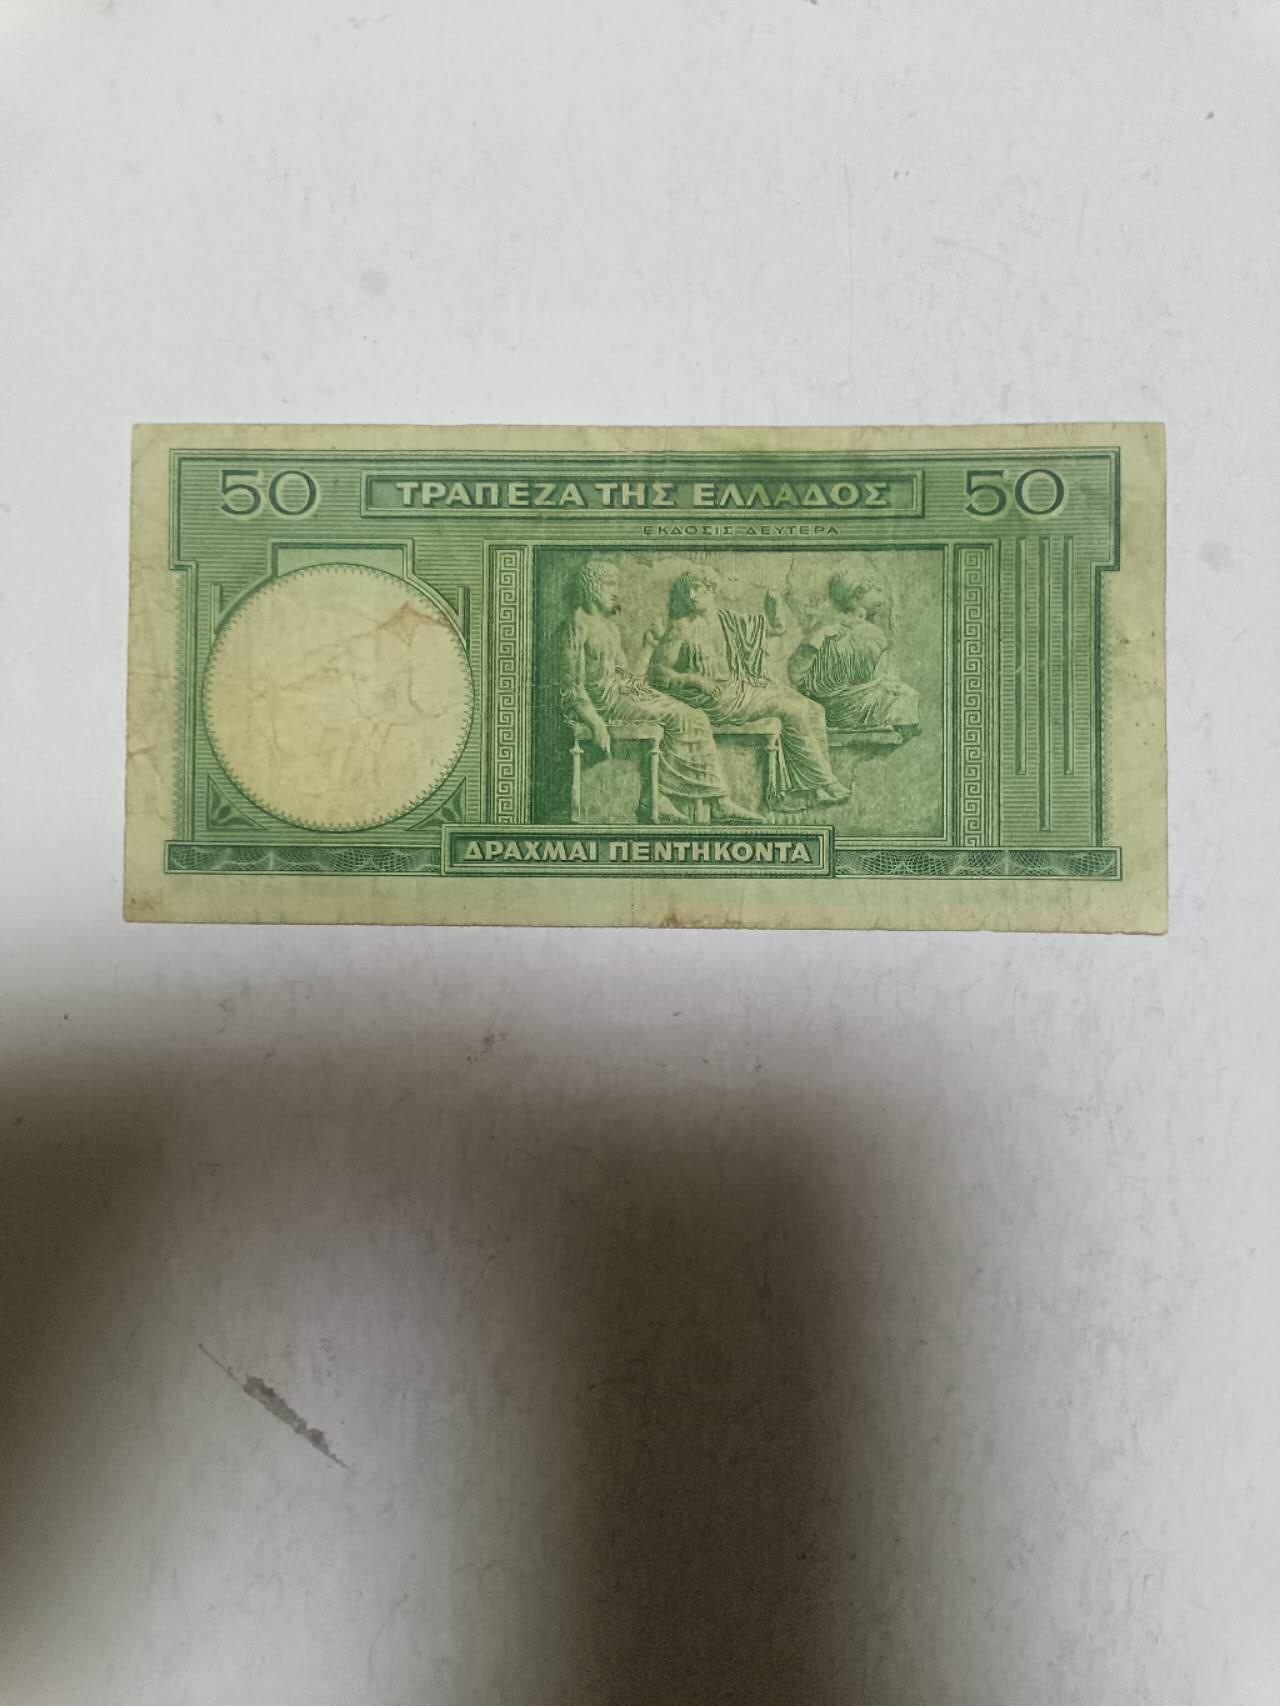 50 ΤΡΑΠΕΖΑ ΤΗΣ ΕΛΛΑΔΟΣ 50
ΕΚΔΟΣΙΣ ΔΕΥΤΕΡΑ
ΔΡΑΧΜΑΙ ΠΕΝΤΗΚΟΝΤΑ